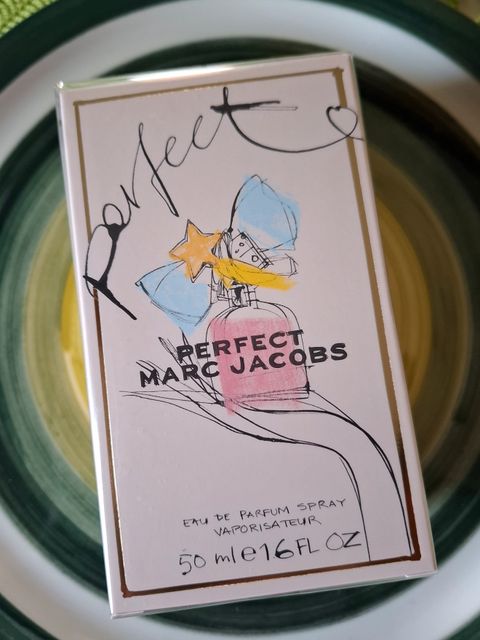 Perfect
PERFECT
MARC JACOBS
EAU DE PARFUM SPRAY
VAPORISATEUR
50 ml e 1.6 FL OZ